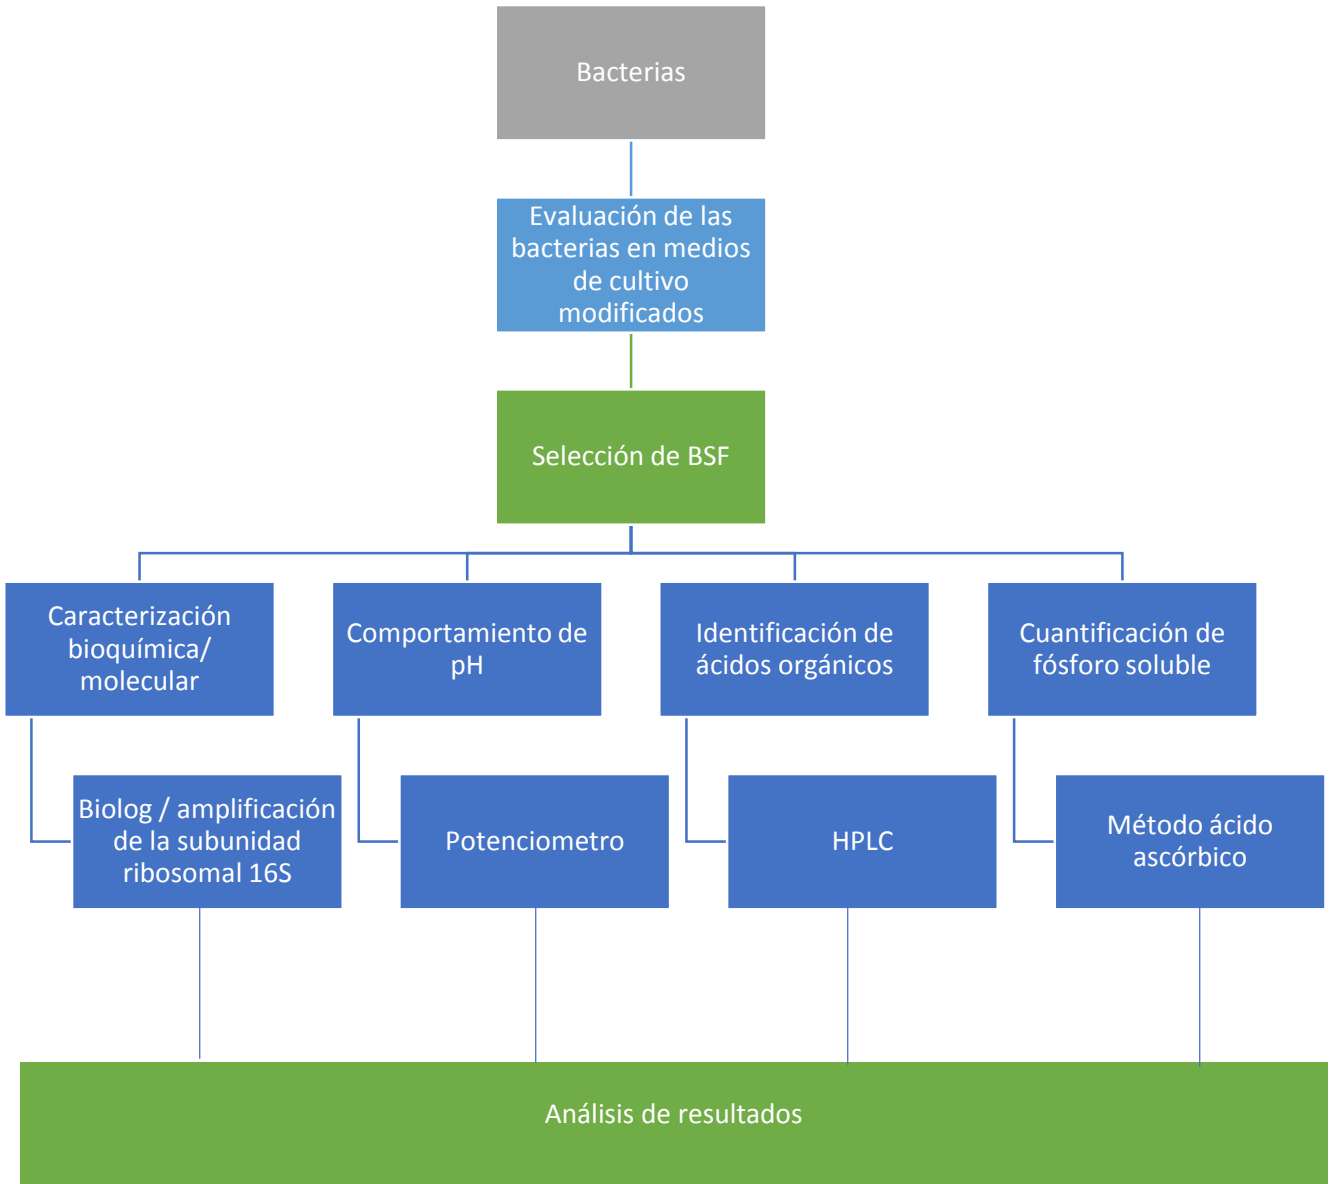 Bacterias
Evaluación de las
bacterias en medios
de cultivo
modificados
Selección de BSF
Caracterización
bioquímica/
molecular
Comportamiento de
pH
Identificación de
ácidos orgánicos
Cuantificación de
fósforo soluble
Biolog / amplificación
de la subunidad
ribosomal 16S
Potenciometro
HPLC
Método ácido
ascórbico
Análisis de resultados